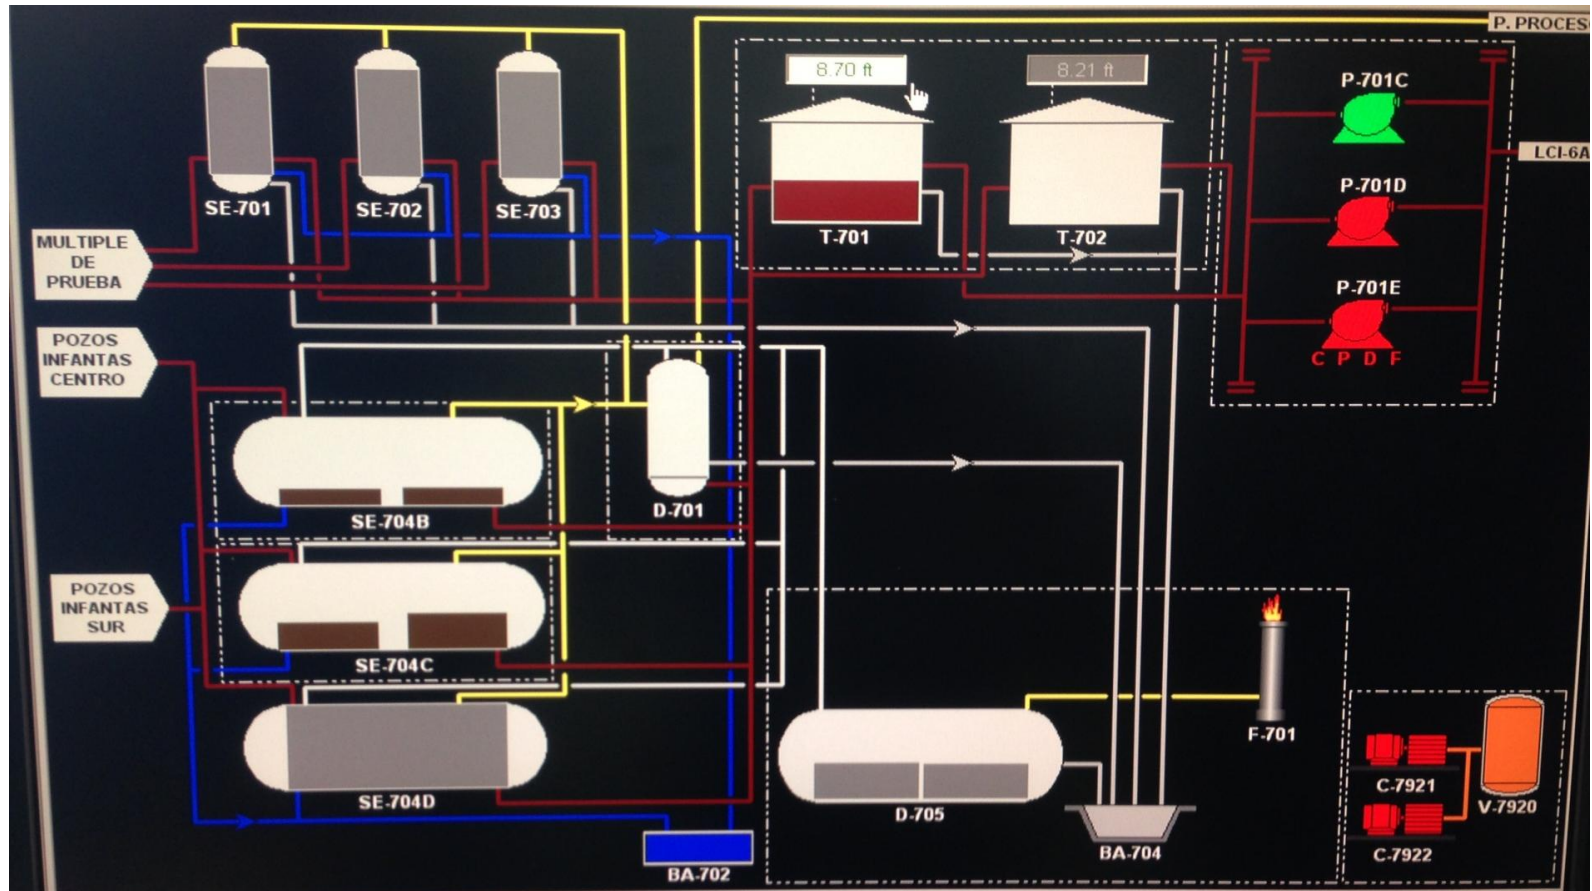 P. PROCESO
8.70 ft
8.21 ft
P-701C
LCI-6A
P-701D
SE-701
SE-702
SE-703
T-701
T-702
MULTIPLE
DE
PRUEBA
P-701E
C P D F
POZOS
INFANTAS
CENTRO
SE-704B
D-701
POZOS
INFANTAS
SUR
SE-704C
F-701
SE-704D
D-705
C-7921
V-7920
BA-704
C-7922
BA-702